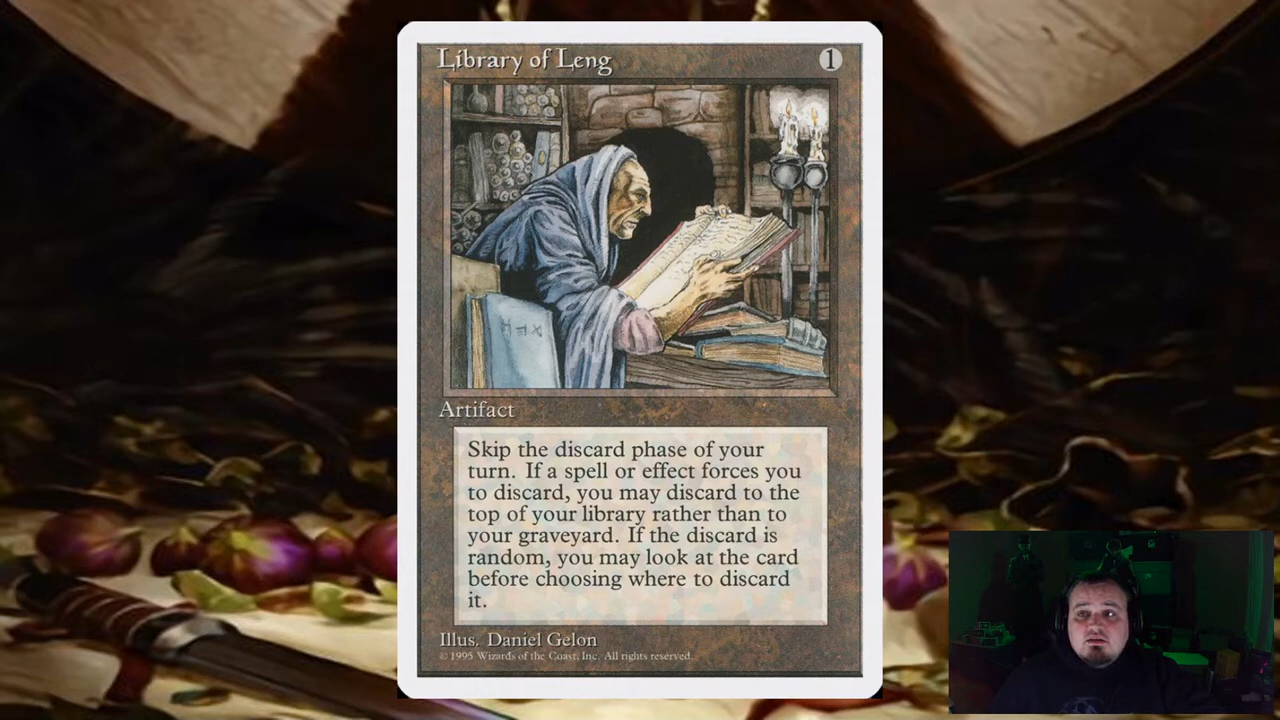 Library of Leng 1
Artifact
Skip the discard phase of your
turn. If a spell or effect forces you
to discard, you may discard to the
top of your library rather than to
your graveyard. If the discard is
random, you may look at the card
before choosing where to discard
it.
Illus. Daniel Gelon
© 1995 Wizards of the Coast, Inc. All rights reserved.